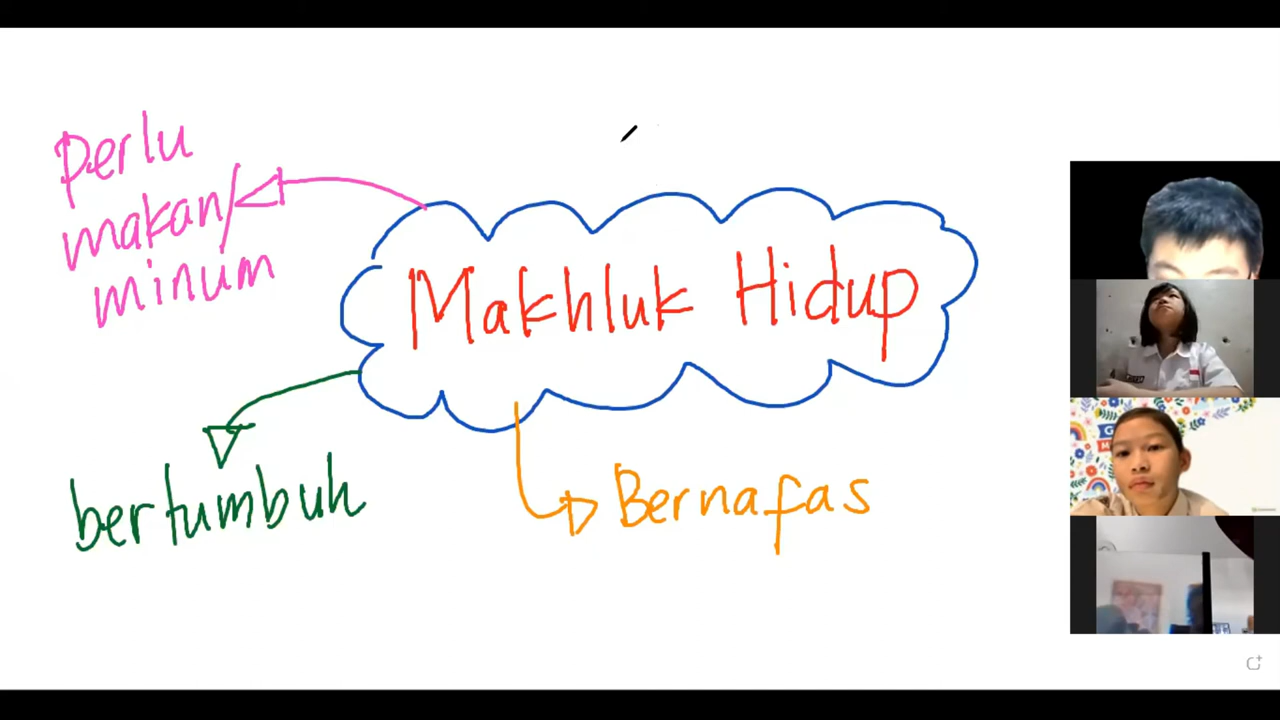 Perlu
makan/
minum
Makhluk Hidup
bertumbuh
Bernafas